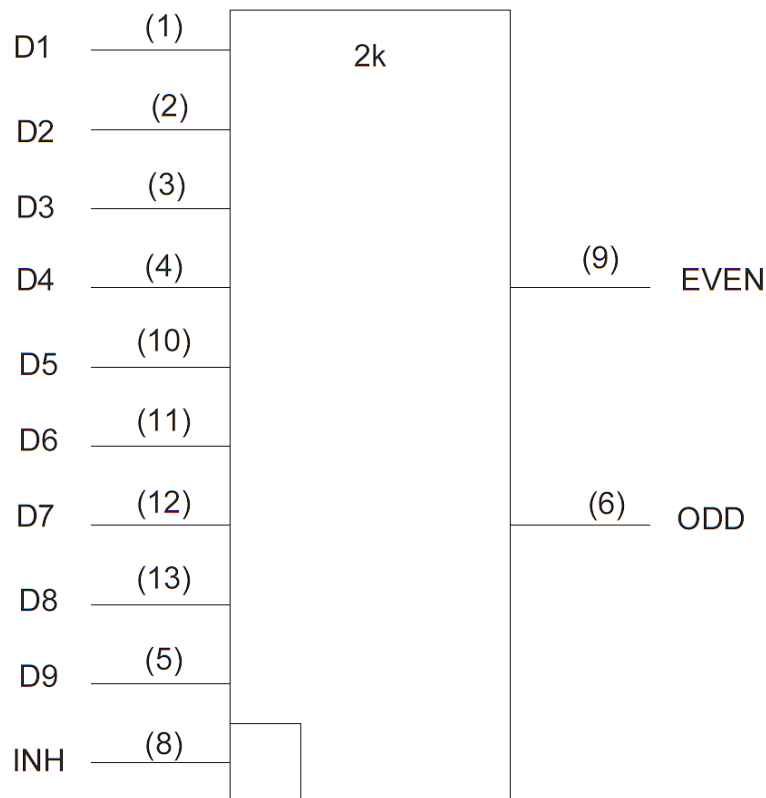 D1 (1) 2k
D2 (2)
D3 (3)
D4 (4) (9) EVEN
D5 (10)
D6 (11)
D7 (12) (6) ODD
D8 (13)
D9 (5)
INH (8)